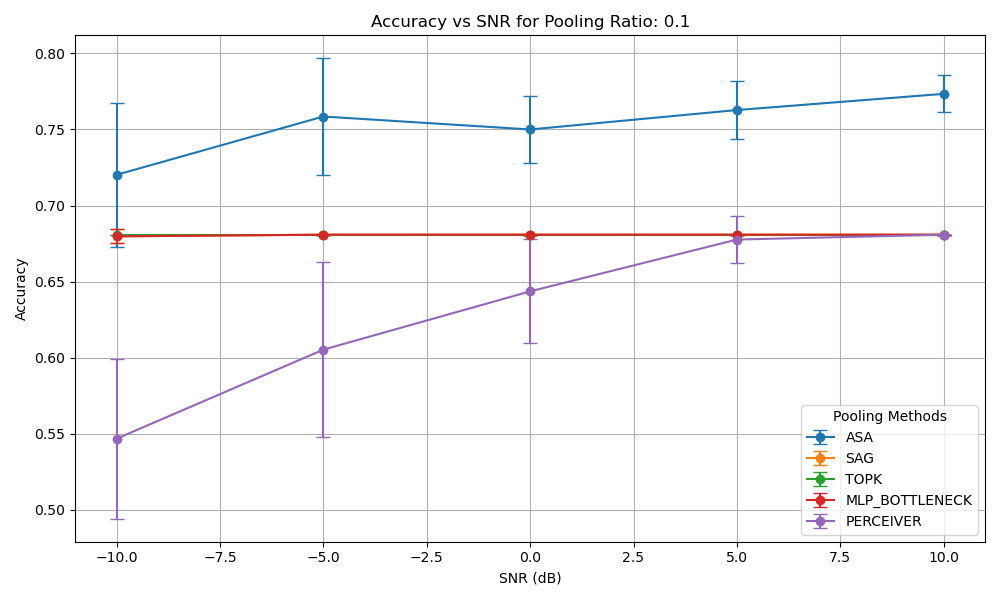 Accuracy vs SNR for Pooling Ratio: 0.1
Accuracy
0.80
0.75
0.70
0.65
0.60
0.55
0.50
Pooling Methods
ASA
SAG
TOPK
MLP_BOTTLENECK
PERCEIVER
−10.0 −7.5 −5.0 −2.5 0.0 2.5 5.0 7.5 10.0
SNR (dB)